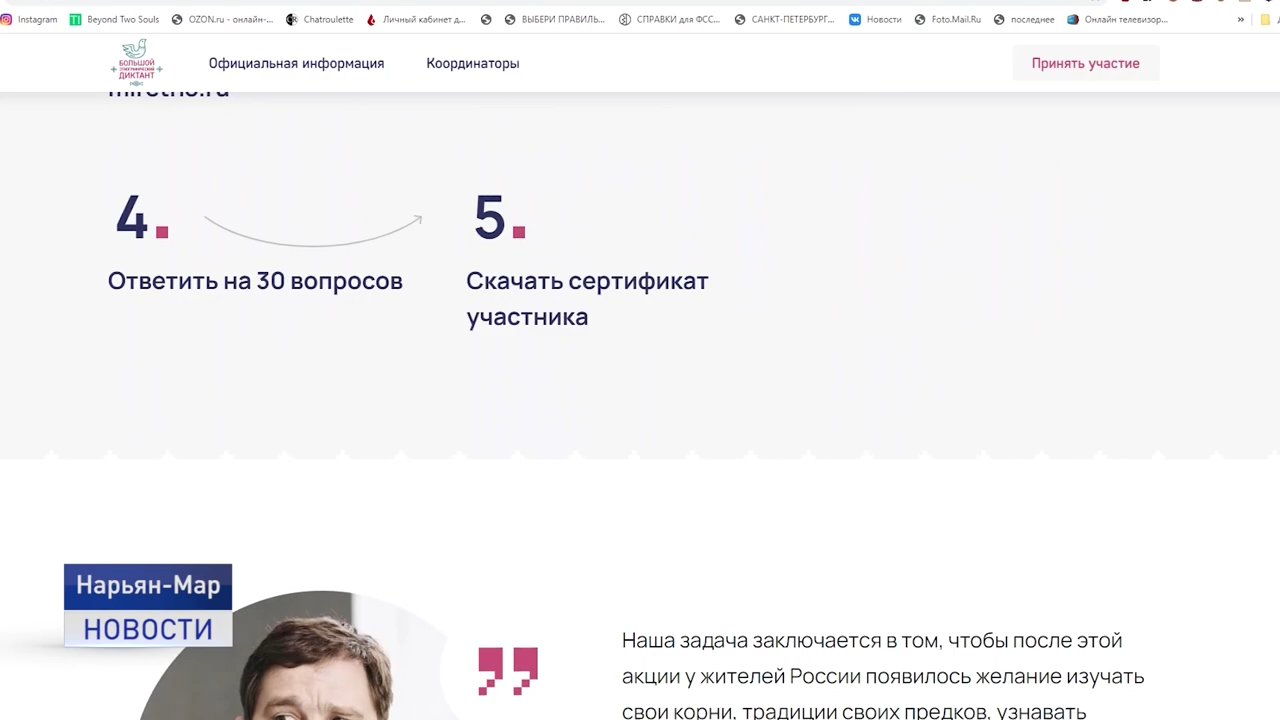 Instagram
Beyond Two Souls
OZON.ru - онлайн-...
Chatroulette
Личный кабинет д...
ВЫБЕРИ ПРАВИЛЬ...
СПРАВКИ для ФСС...
САНКТ-ПЕТЕРБУРГ...
Новости
Foto.Mail.Ru
последнее
Онлайн телевизор...
»
БОЛЬШОЙ
ЭТНОГРАФИЧЕСКИЙ
ДИКТАНТ
Официальная информация
Координаторы
Принять участие
4.
Ответить на 30 вопросов
5.
Скачать сертификат
участника
Нарьян-Мар
НОВОСТИ
Наша задача заключается в том, чтобы после этой
акции у жителей России появилось желание изучать
свои корни, традиции своих предков, узнавать